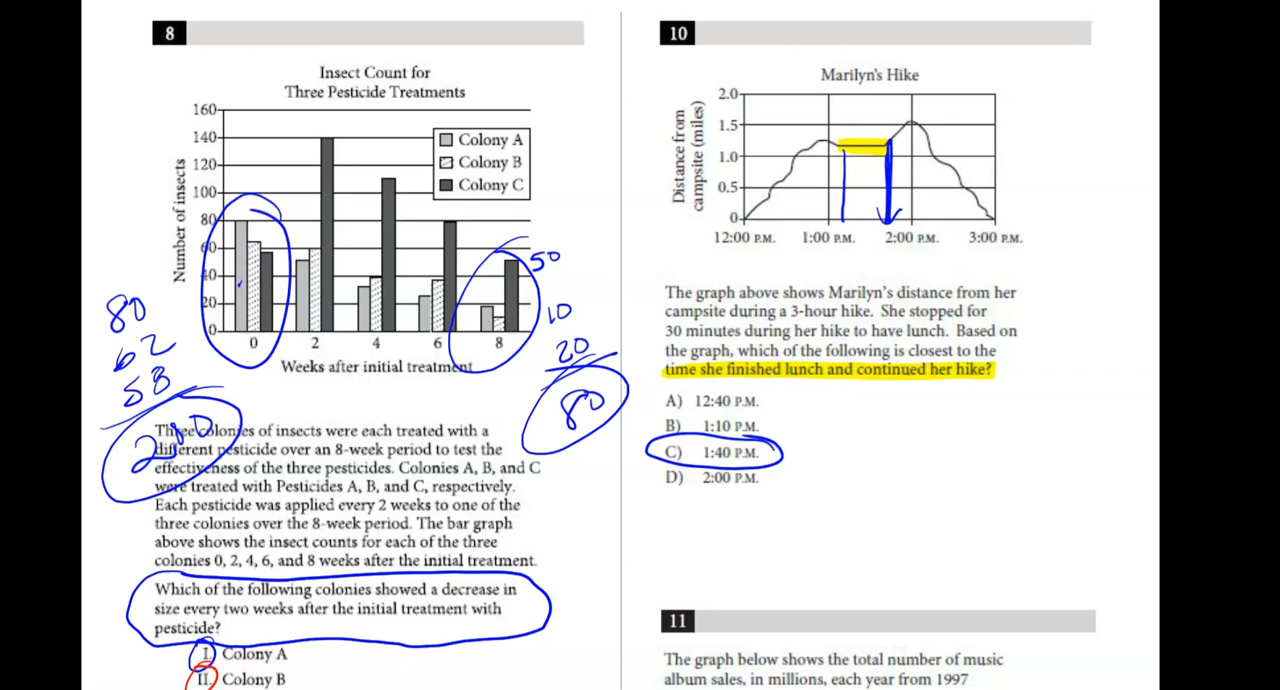 8
Insect Count for
Three Pesticide Treatments
Number of insects
160
140
120
100
80
60
40
20
0
Colony A
Colony B
Colony C
0 2 4 6 8
Weeks after initial treatment
80
62
58
200
50
10
20
80
Three colonies of insects were each treated with a
different pesticide over an 8-week period to test the
effectiveness of the three pesticides. Colonies A, B, and C
were treated with Pesticides A, B, and C, respectively.
Each pesticide was applied every 2 weeks to one of the
three colonies over the 8-week period. The bar graph
above shows the insect counts for each of the three
colonies 0, 2, 4, 6, and 8 weeks after the initial treatment.
Which of the following colonies showed a decrease in
size every two weeks after the initial treatment with
pesticide?
I. Colony A
II. Colony B
10
Marilyn's Hike
Distance from
campsite (miles)
2.0
1.5
1.0
0.5
0
12:00 P.M. 1:00 P.M. 2:00 P.M. 3:00 P.M.
The graph above shows Marilyn's distance from her
campsite during a 3-hour hike. She stopped for
30 minutes during her hike to have lunch. Based on
the graph, which of the following is closest to the
time she finished lunch and continued her hike?
A) 12:40 P.M.
B) 1:10 P.M.
C) 1:40 P.M.
D) 2:00 P.M.
11
The graph below shows the total number of music
album sales, in millions, each year from 1997